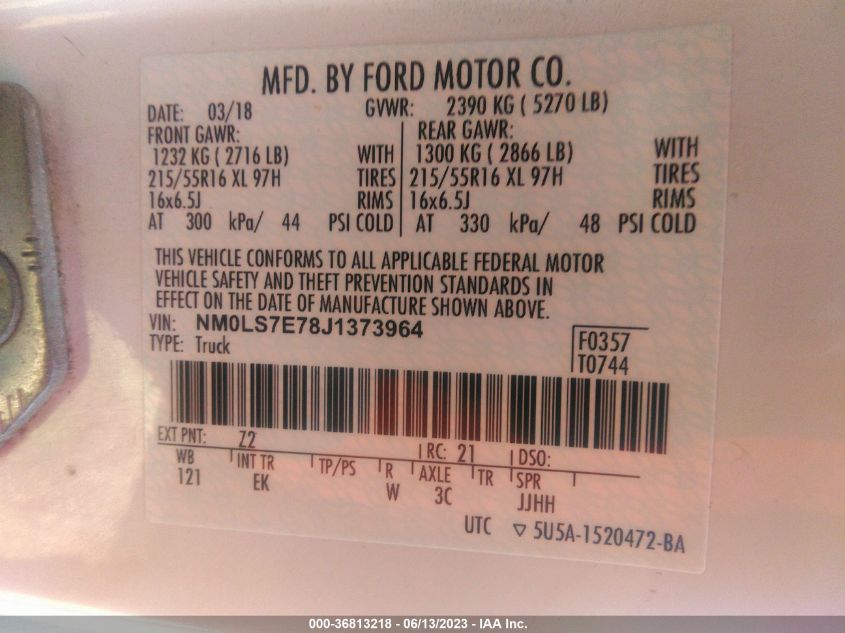 MFD. BY FORD MOTOR CO.
DATE: 03/18 GVWR: 2390 KG ( 5270 LB)
FRONT GAWR: REAR GAWR:
1232 KG ( 2716 LB) WITH 1300 KG ( 2866 LB) WITH
215/55R16 XL 97H TIRES 215/55R16 XL 97H TIRES
16x6.5J RIMS 16x6.5J RIMS
AT 300 kPa/ 44 PSI COLD AT 330 kPa/ 48 PSI COLD
THIS VEHICLE CONFORMS TO ALL APPLICABLE FEDERAL MOTOR
VEHICLE SAFETY AND THEFT PREVENTION STANDARDS IN
EFFECT ON THE DATE OF MANUFACTURE SHOWN ABOVE.
VIN: NM0LS7E78J1373964
TYPE: Truck
F0357
T0744
EXT PNT: Z2 RC: 21 DSO:
WB INT TR TP/PS R AXLE TR SPR
121 EK W 3C JJHH
UTC ▽ 5U5A-1520472-BA
000-36813218 - 06/13/2023 - IAA Inc.